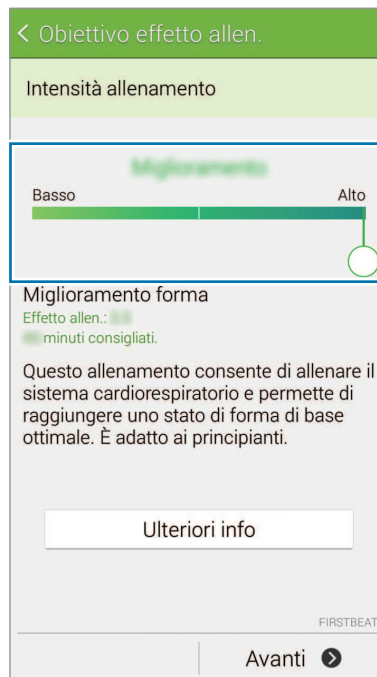 Obiettivo effetto allen.
Intensità allenamento
Miglioramento
Basso Alto
Miglioramento forma
Effetto allen.:
minuti consigliati.
Questo allenamento consente di allenare il
sistema cardiorespiratorio e permette di
raggiungere uno stato di forma di base
ottimale. È adatto ai principianti.
Ulteriori info
FIRSTBEAT
Avanti